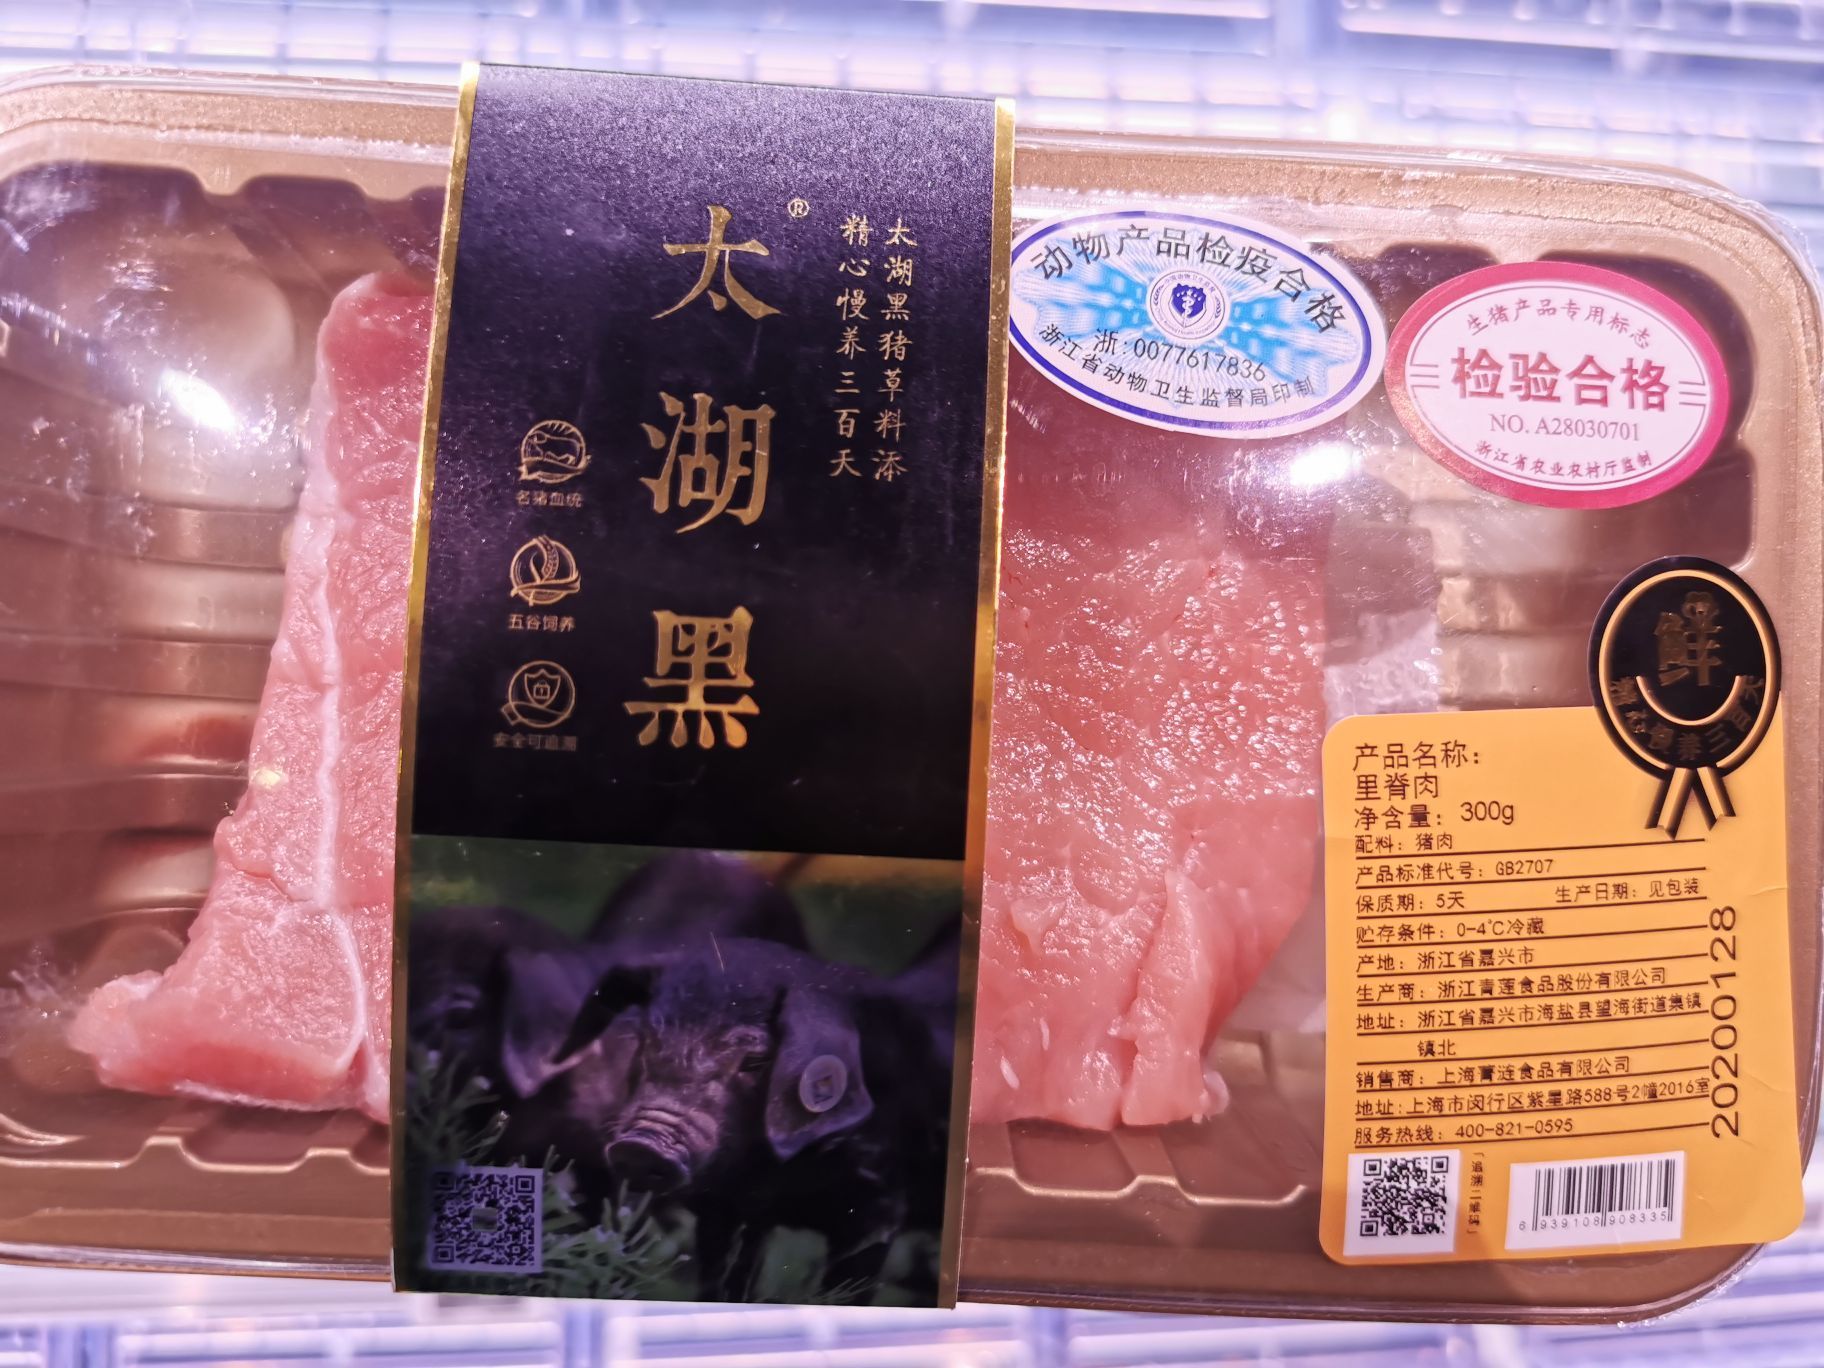 太湖黑
®
太湖黑猪草料添
精心慢养三百天
名猪血统
五谷饲养
安全可追溯
动物产品检疫合格
浙:0077617836
浙江省动物卫生监督局印制
生猪产品专用标志
检验合格
NO. A28030701
浙江省农业农村厅监制
鲜
产品名称:
里脊肉
净含量: 300g
配料: 猪肉
产品标准代号: GB2707
保质期: 5天 生产日期: 见包装
贮存条件: 0-4℃冷藏
产地: 浙江省嘉兴市
生产商: 浙江青莲食品股份有限公司
地址: 浙江省嘉兴市海盐县望海街道集镇
镇北
销售商: 上海菁涟食品有限公司
地址:上海市闵行区紫星路588号2幢2016室
服务热线: 400-821-0595
20200128
6 939108 908335